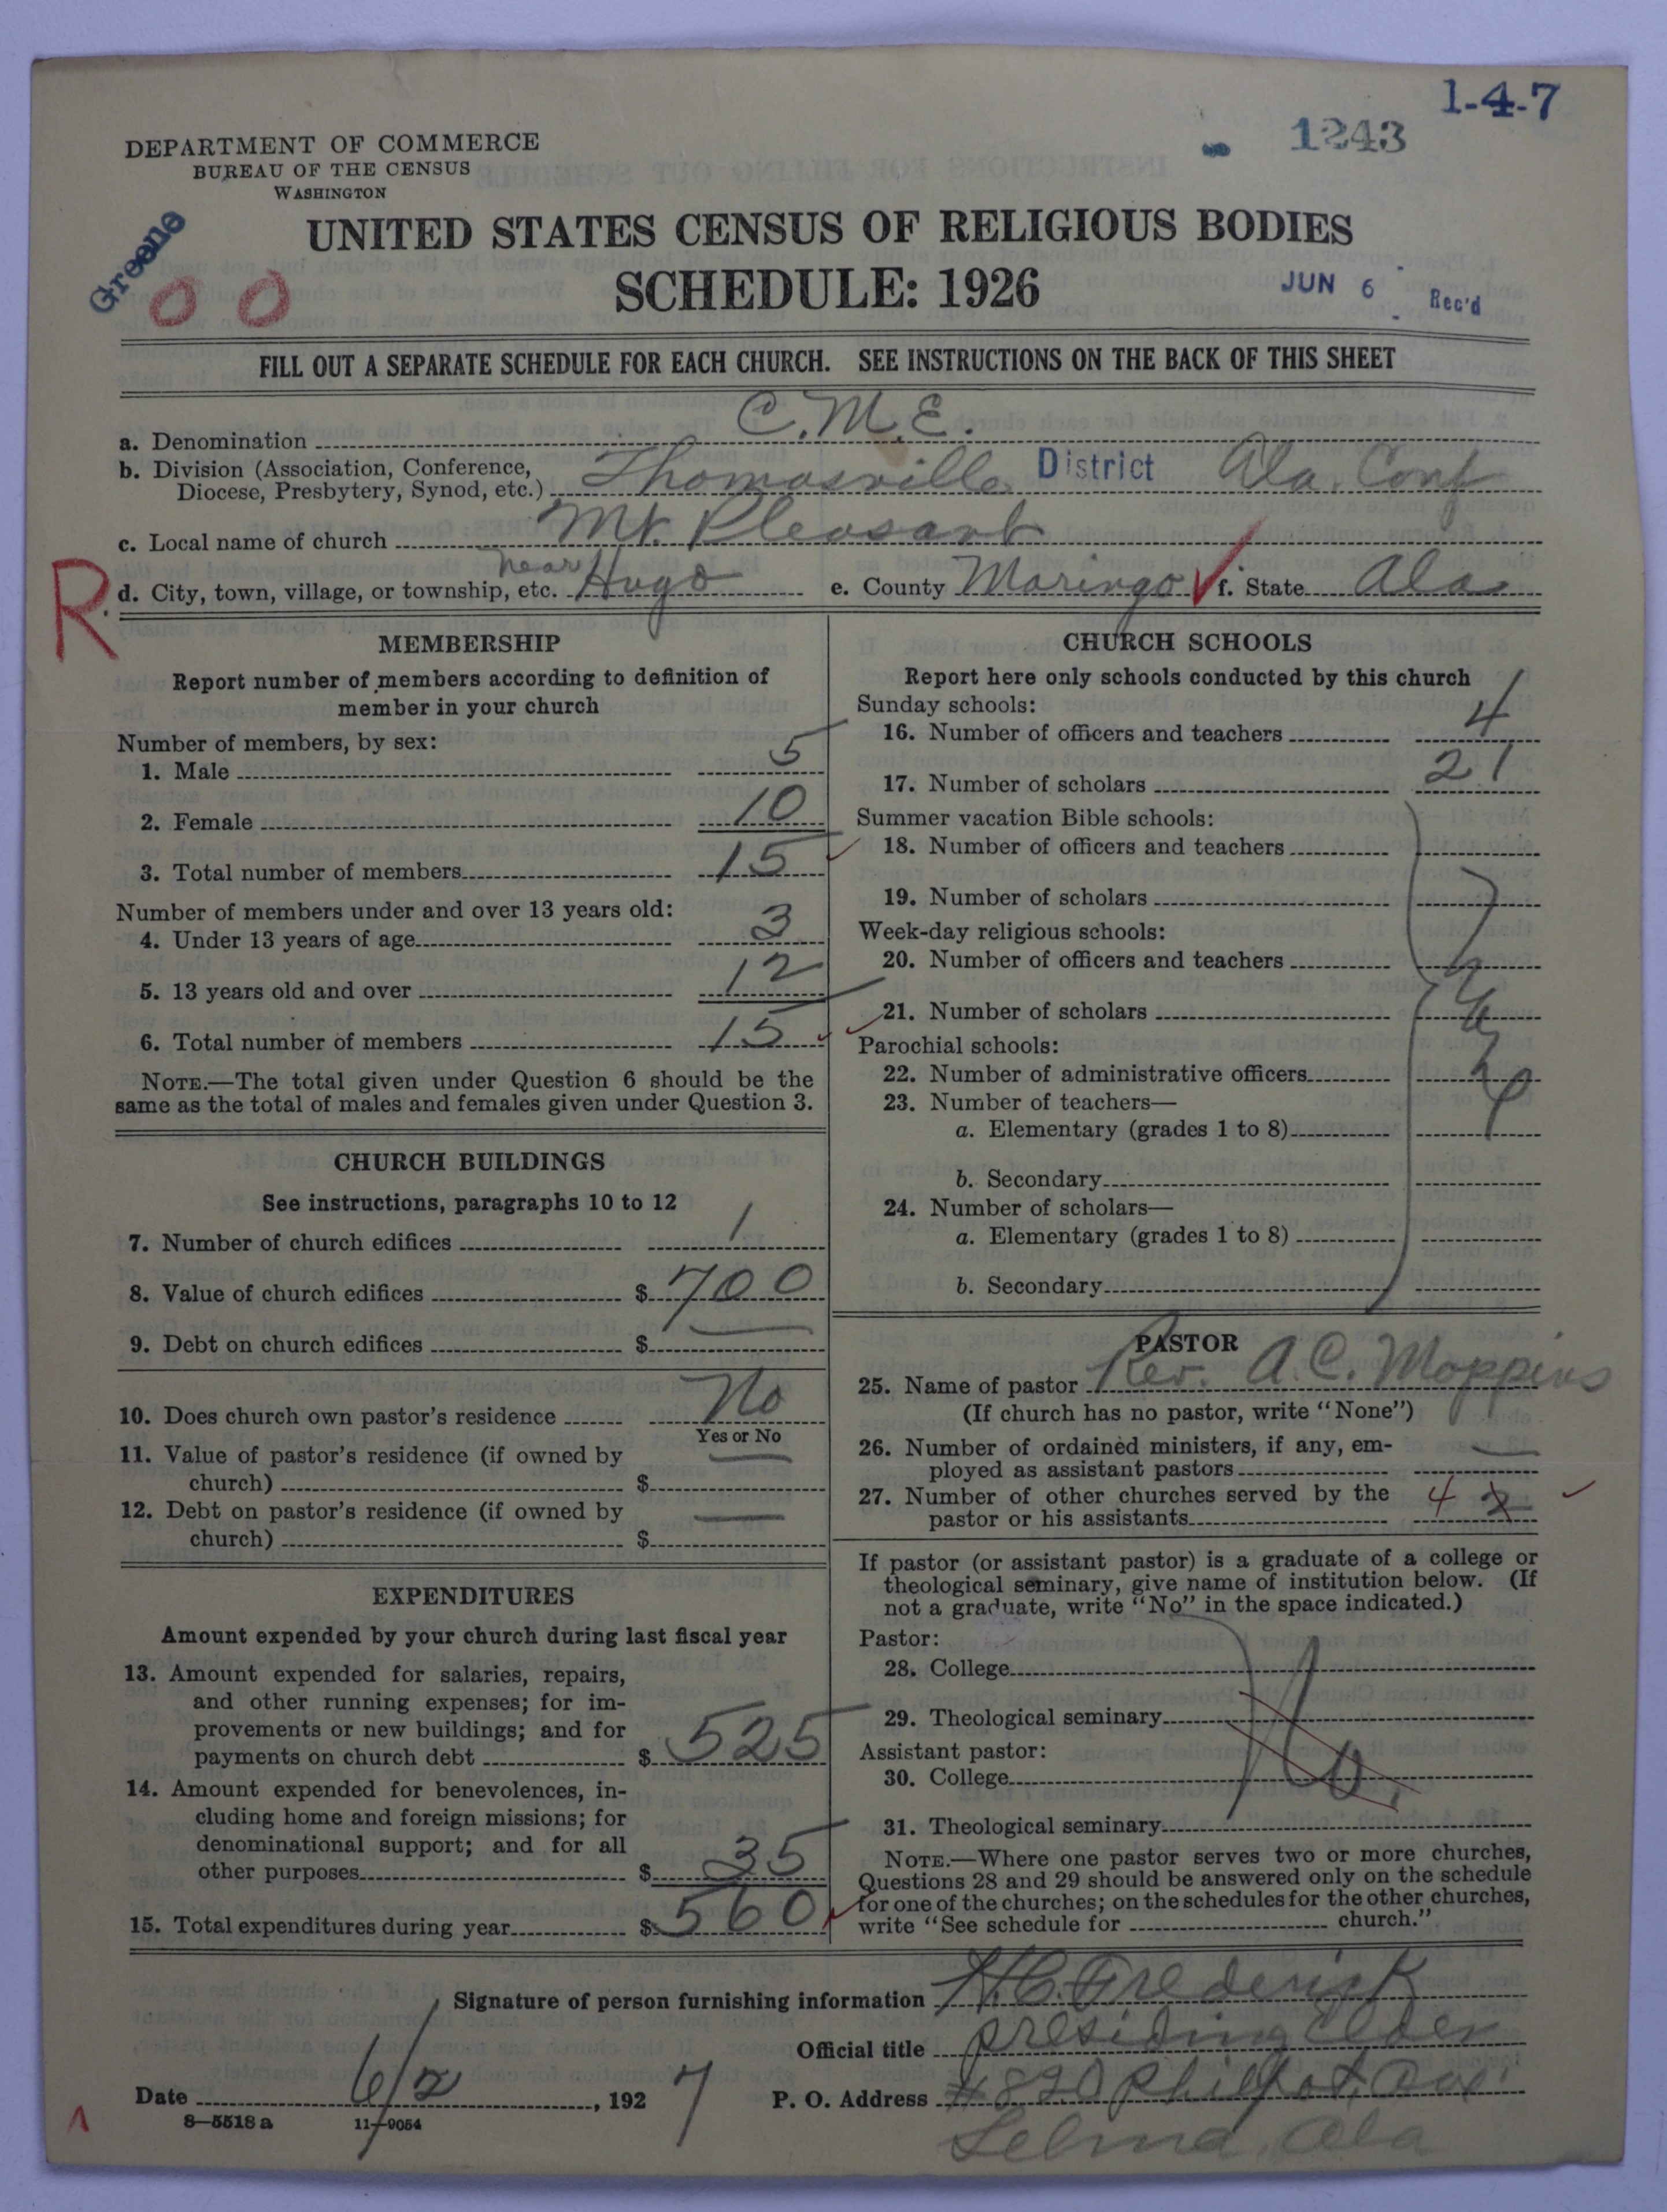 1-4-7
1243
DEPARTMENT OF COMMERCE
BUREAU OF THE CENSUS
WASHINGTON
Greene
00
UNITED STATES CENSUS OF RELIGIOUS BODIES
SCHEDULE: 1926
JUN 6 Rec'd
FILL OUT A SEPARATE SCHEDULE FOR EACH CHURCH. SEE INSTRUCTIONS ON THE BACK OF THIS SHEET
a. Denomination C.M.E.
b. Division (Association, Conference, Diocese, Presbytery, Synod, etc.) Thomasville District Ala. Conf
c. Local name of church Mt. Pleasant
R
d. City, town, village, or township, etc. near Hugo e. County Maringo f. State Ala
MEMBERSHIP
Report number of members according to definition of
member in your church
Number of members, by sex:
1. Male 5
2. Female 10
3. Total number of members 15
Number of members under and over 13 years old:
4. Under 13 years of age 3
5. 13 years old and over 12
6. Total number of members 15
NOTE.—The total given under Question 6 should be the
same as the total of males and females given under Question 3.
CHURCH BUILDINGS
See instructions, paragraphs 10 to 12
7. Number of church edifices 1
8. Value of church edifices $ 700
9. Debt on church edifices $ —
10. Does church own pastor's residence No
Yes or No
11. Value of pastor's residence (if owned by
church) $ —
12. Debt on pastor's residence (if owned by
church) $ —
EXPENDITURES
Amount expended by your church during last fiscal year
13. Amount expended for salaries, repairs,
and other running expenses; for im-
provements or new buildings; and for
payments on church debt $ 525
14. Amount expended for benevolences, in-
cluding home and foreign missions; for
denominational support; and for all
other purposes $ 35
15. Total expenditures during year $ 560
CHURCH SCHOOLS
Report here only schools conducted by this church
Sunday schools:
16. Number of officers and teachers 4
17. Number of scholars 21
Summer vacation Bible schools:
18. Number of officers and teachers
19. Number of scholars
Week-day religious schools:
20. Number of officers and teachers
21. Number of scholars
Parochial schools:
22. Number of administrative officers
23. Number of teachers—
a. Elementary (grades 1 to 8)
b. Secondary
24. Number of scholars—
a. Elementary (grades 1 to 8)
b. Secondary
PASTOR
25. Name of pastor Rev. A.C. Moppins
(If church has no pastor, write "None")
26. Number of ordained ministers, if any, em-
ployed as assistant pastors —
27. Number of other churches served by the
pastor or his assistants 4 2
If pastor (or assistant pastor) is a graduate of a college or
theological seminary, give name of institution below. (If
not a graduate, write "No" in the space indicated.)
Pastor:
28. College
29. Theological seminary
Assistant pastor:
30. College
31. Theological seminary
NOTE.—Where one pastor serves two or more churches,
Questions 28 and 29 should be answered only on the schedule
for one of the churches; on the schedules for the other churches,
write "See schedule for church."
Signature of person furnishing information H.C. Frederick
Official title presiding Elder
Date 6/2, 1927 P. O. Address # 820 Philpot, Ave
8—5518 a 11—9054
Selma, Ala